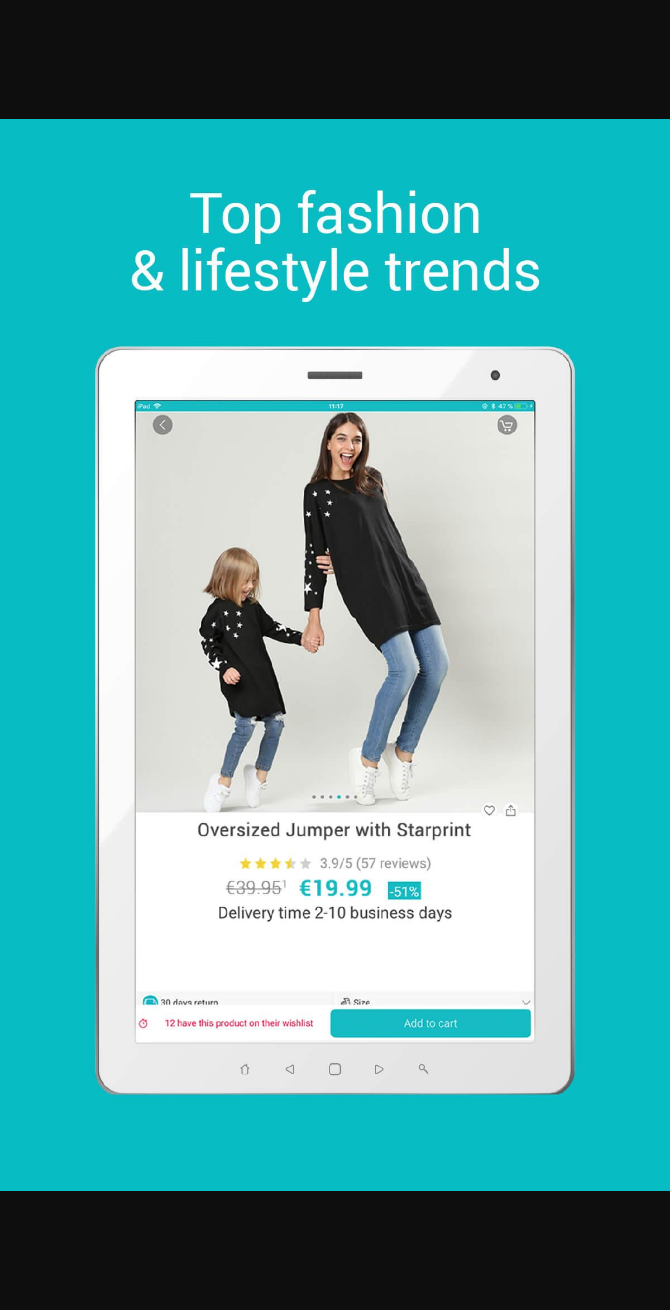 Top fashion
& lifestyle trends
iPad 11:17 47 %
Oversized Jumper with Starprint
3.9/5 (57 reviews)
€39.95¹ €19.99 -51%
Delivery time 2-10 business days
30 days return Size
12 have this product on their wishlist Add to cart